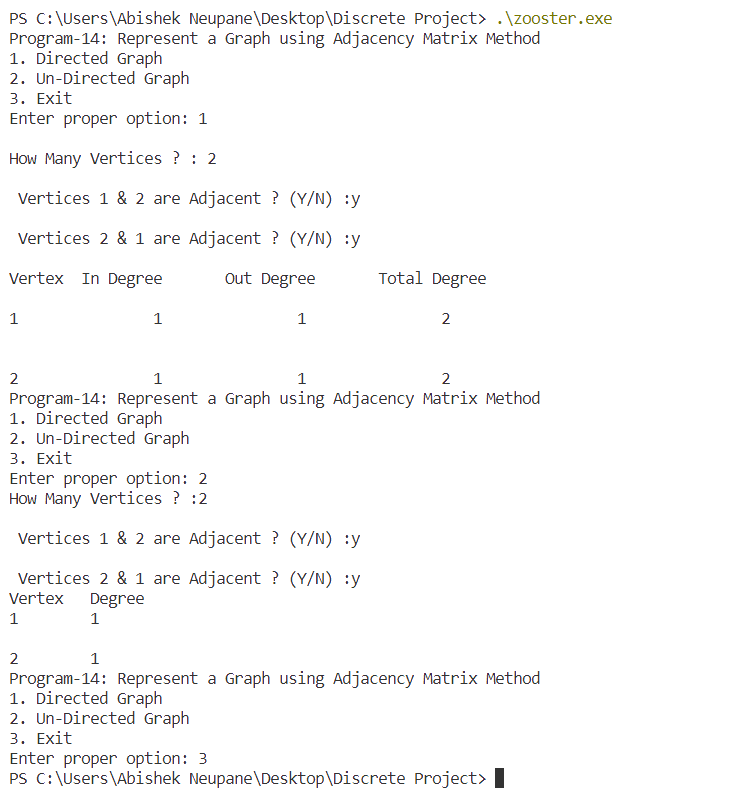 PS C:\Users\Abishek Neupane\Desktop\Discrete Project> .\zooster.exe
Program-14: Represent a Graph using Adjacency Matrix Method
1. Directed Graph
2. Un-Directed Graph
3. Exit
Enter proper option: 1
How Many Vertices ? : 2
Vertices 1 & 2 are Adjacent ? (Y/N) :y
Vertices 2 & 1 are Adjacent ? (Y/N) :y
Vertex  In Degree       Out Degree       Total Degree
1               1               1               2
2               1               1               2
Program-14: Represent a Graph using Adjacency Matrix Method
1. Directed Graph
2. Un-Directed Graph
3. Exit
Enter proper option: 2
How Many Vertices ? :2
Vertices 1 & 2 are Adjacent ? (Y/N) :y
Vertices 2 & 1 are Adjacent ? (Y/N) :y
Vertex   Degree
1        1
2        1
Program-14: Represent a Graph using Adjacency Matrix Method
1. Directed Graph
2. Un-Directed Graph
3. Exit
Enter proper option: 3
PS C:\Users\Abishek Neupane\Desktop\Discrete Project>